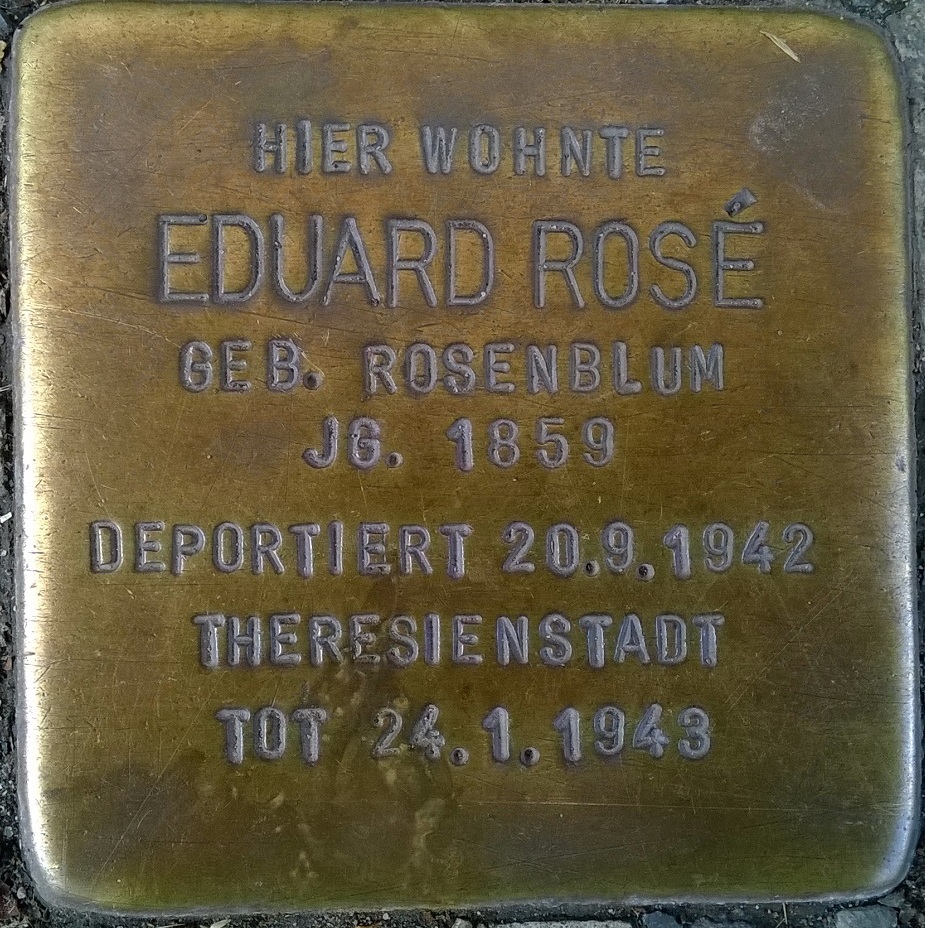 HIER WOHNTE
EDUARD ROSÉ
GEB. ROSENBLUM
JG. 1859
DEPORTIERT 20.9.1942
THERESIENSTADT
TOT 24.1.1943